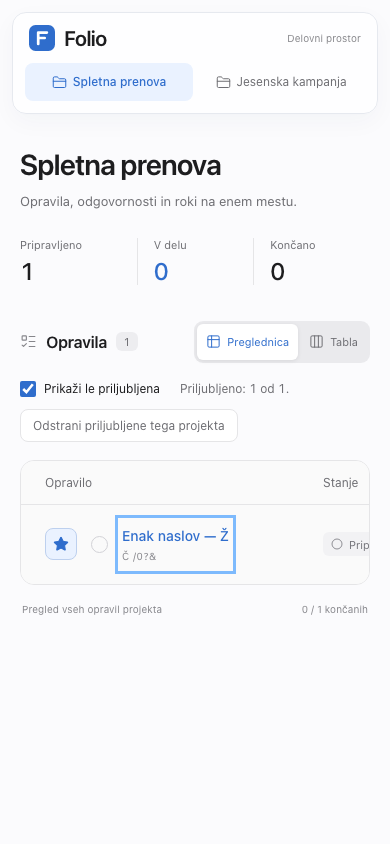 Folio
Delovni prostor
Spletna prenova
Jesenska kampanja
Spletna prenova
Opravila, odgovornosti in roki na enem mestu.
Pripravljeno
V delu
Končano
1
0
0
Opravila 1
Preglednica
Tabla
Prikaži le priljubljena
Priljubljeno: 1 od 1.
Odstrani priljubljene tega projekta
Opravilo
Stanje
Enak naslov — Ž
Č /0?&
Prip
Pregled vseh opravil projekta
0 / 1 končanih